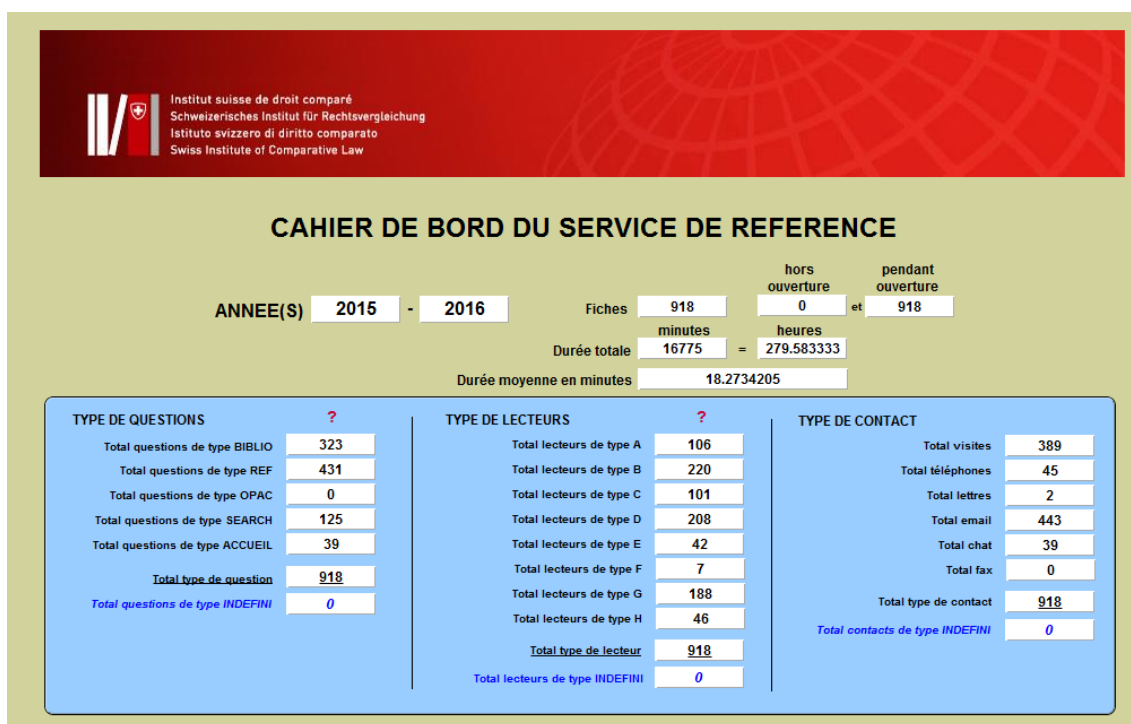 Institut suisse de droit comparé
Schweizerisches Institut für Rechtsvergleichung
Istituto svizzero di diritto comparato
Swiss Institute of Comparative Law
CAHIER DE BORD DU SERVICE DE REFERENCE
hors ouverture
pendant ouverture
ANNEE(S) 2015 - 2016 Fiches 918 0 et 918
minutes heures
Durée totale 16775 = 279.583333
Durée moyenne en minutes 18.2734205
TYPE DE QUESTIONS ?
Total questions de type BIBLIO 323
Total questions de type REF 431
Total questions de type OPAC 0
Total questions de type SEARCH 125
Total questions de type ACCUEIL 39
Total type de question 918
Total questions de type INDEFINI 0
TYPE DE LECTEURS ?
Total lecteurs de type A 106
Total lecteurs de type B 220
Total lecteurs de type C 101
Total lecteurs de type D 208
Total lecteurs de type E 42
Total lecteurs de type F 7
Total lecteurs de type G 188
Total lecteurs de type H 46
Total type de lecteur 918
Total lecteurs de type INDEFINI 0
TYPE DE CONTACT
Total visites 389
Total téléphones 45
Total lettres 2
Total email 443
Total chat 39
Total fax 0
Total type de contact 918
Total contacts de type INDEFINI 0